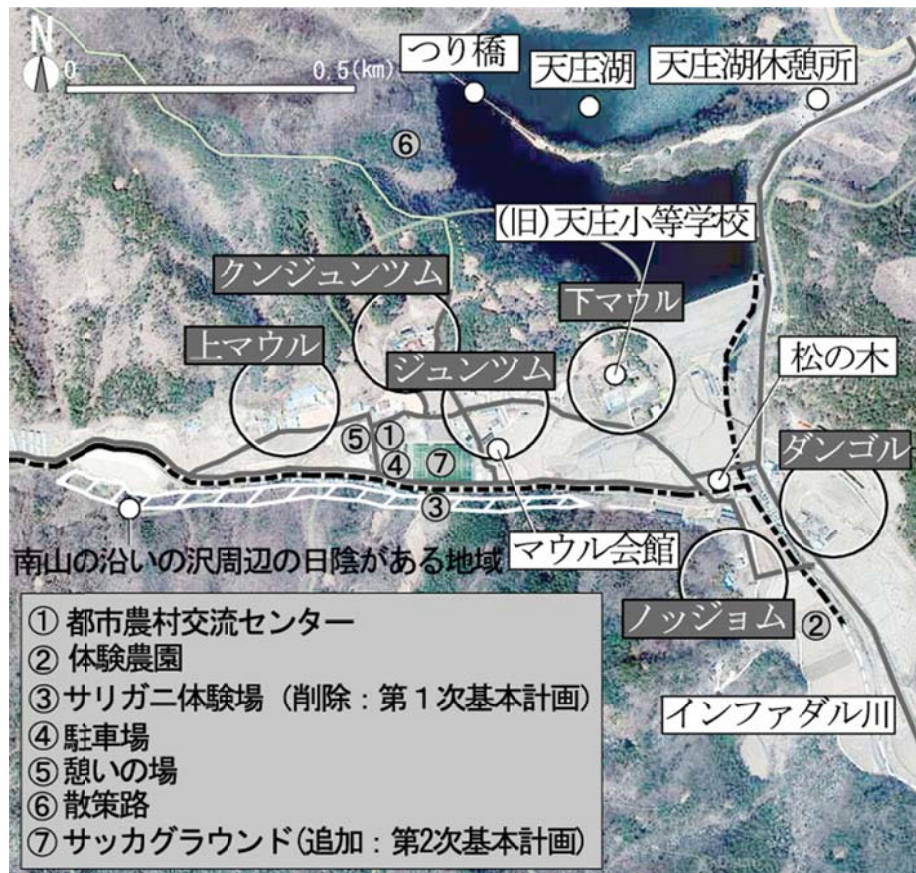 N
0 0.5(km)
つり橋
天庄湖
天庄湖休憩所
⑥
(旧)天庄小等学校
クンジュンツム
下マウル
上マウル
ジュンツム
松の木
⑤
①
④
⑦
ダンゴル
③
南山の沿いの沢周辺の日陰がある地域
マウル会館
ノッジョム
②
インファダル川
① 都市農村交流センター
② 体験農園
③ サリガニ体験場 (削除：第1次基本計画)
④ 駐車場
⑤ 憩いの場
⑥ 散策路
⑦ サッカグラウンド(追加：第2次基本計画)